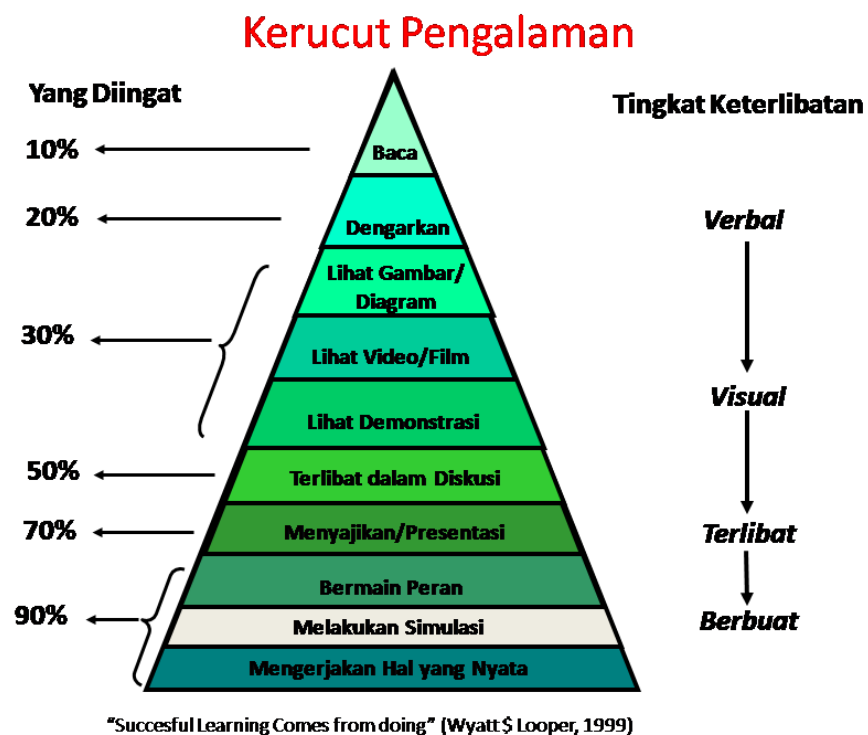 Kerucut Pengalaman
Yang Diingat
Tingkat Keterlibatan
10%
Baca
20%
Dengarkan
Verbal
Lihat Gambar/
Diagram
30%
Lihat Video/Film
Visual
Lihat Demonstrasi
50%
Terlibat dalam Diskusi
70%
Menyajikan/Presentasi
Terlibat
Bermain Peran
90%
Melakukan Simulasi
Berbuat
Mengerjakan Hal yang Nyata
“Succesful Learning Comes from doing” (Wyatt $ Looper, 1999)